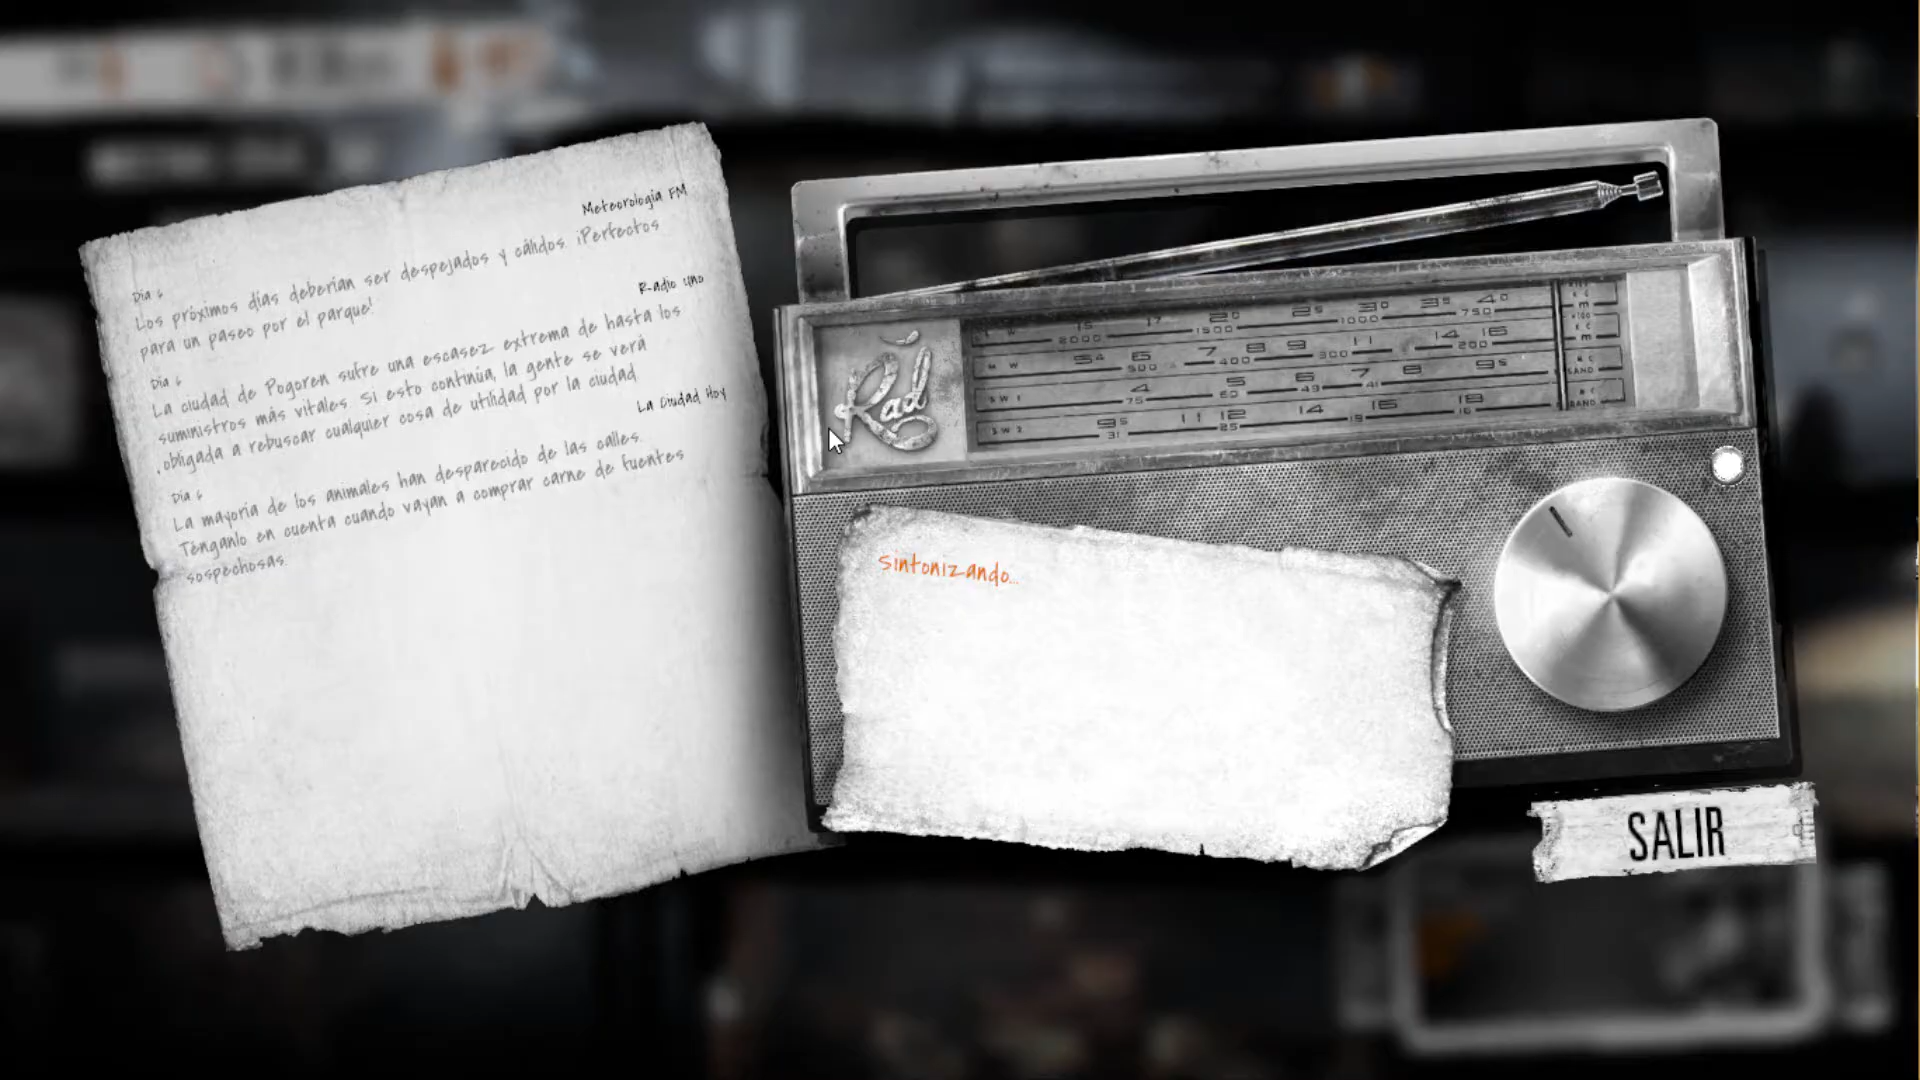 Meteorología FM
Día 6
Los próximos días deberían ser despejados y cálidos. ¡Perfectos
para un paseo por el parque!
Radio Uno
Día 6
La ciudad de Pogoren sufre una escasez extrema de hasta los
suministros más vitales. Si esto continúa, la gente se verá
obligada a rebuscar cualquier cosa de utilidad por la ciudad
La Ciudad Hoy
Día 6
La mayoría de los animales han desparecido de las calles.
Ténganlo en cuenta cuando vayan a comprar carne de fuentes
sospechosas.
Rad
sintonizando...
SALIR